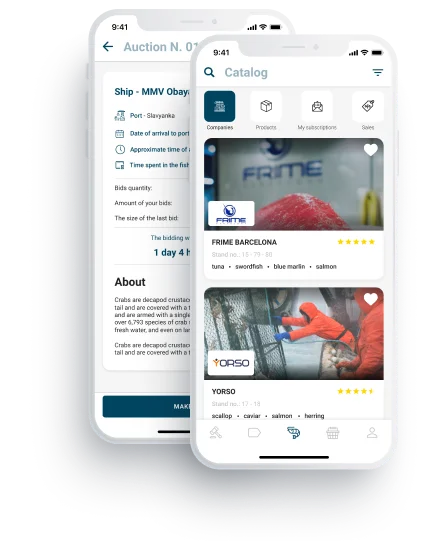 9:41
Auction N. 01
Ship - MMV Obaya
Port - Slavyanka
Date of arrival to port
Approximate time of a
Time spent in the fish
Bids quantity:
Amount of your bids:
The size of the last bid:
The bidding w
1 day 4 h
About
Crabs are decapod crustac
tail and are covered with a t
and are armed with a single
over 6,793 species of crab s
fresh water, and even on lan
Crabs are decapod crustac
tail and are covered with a t
MAKE
9:41
Catalog
Companies
Products
My subscriptions
Sales
FRIME
FRIME
FRIME BARCELONA
Stand no.: 15 - 79 - 80
tuna • swordfish • blue marlin • salmon
YORSO
YORSO
Stand no.: 17 - 18
scallop • caviar • salmon • herring